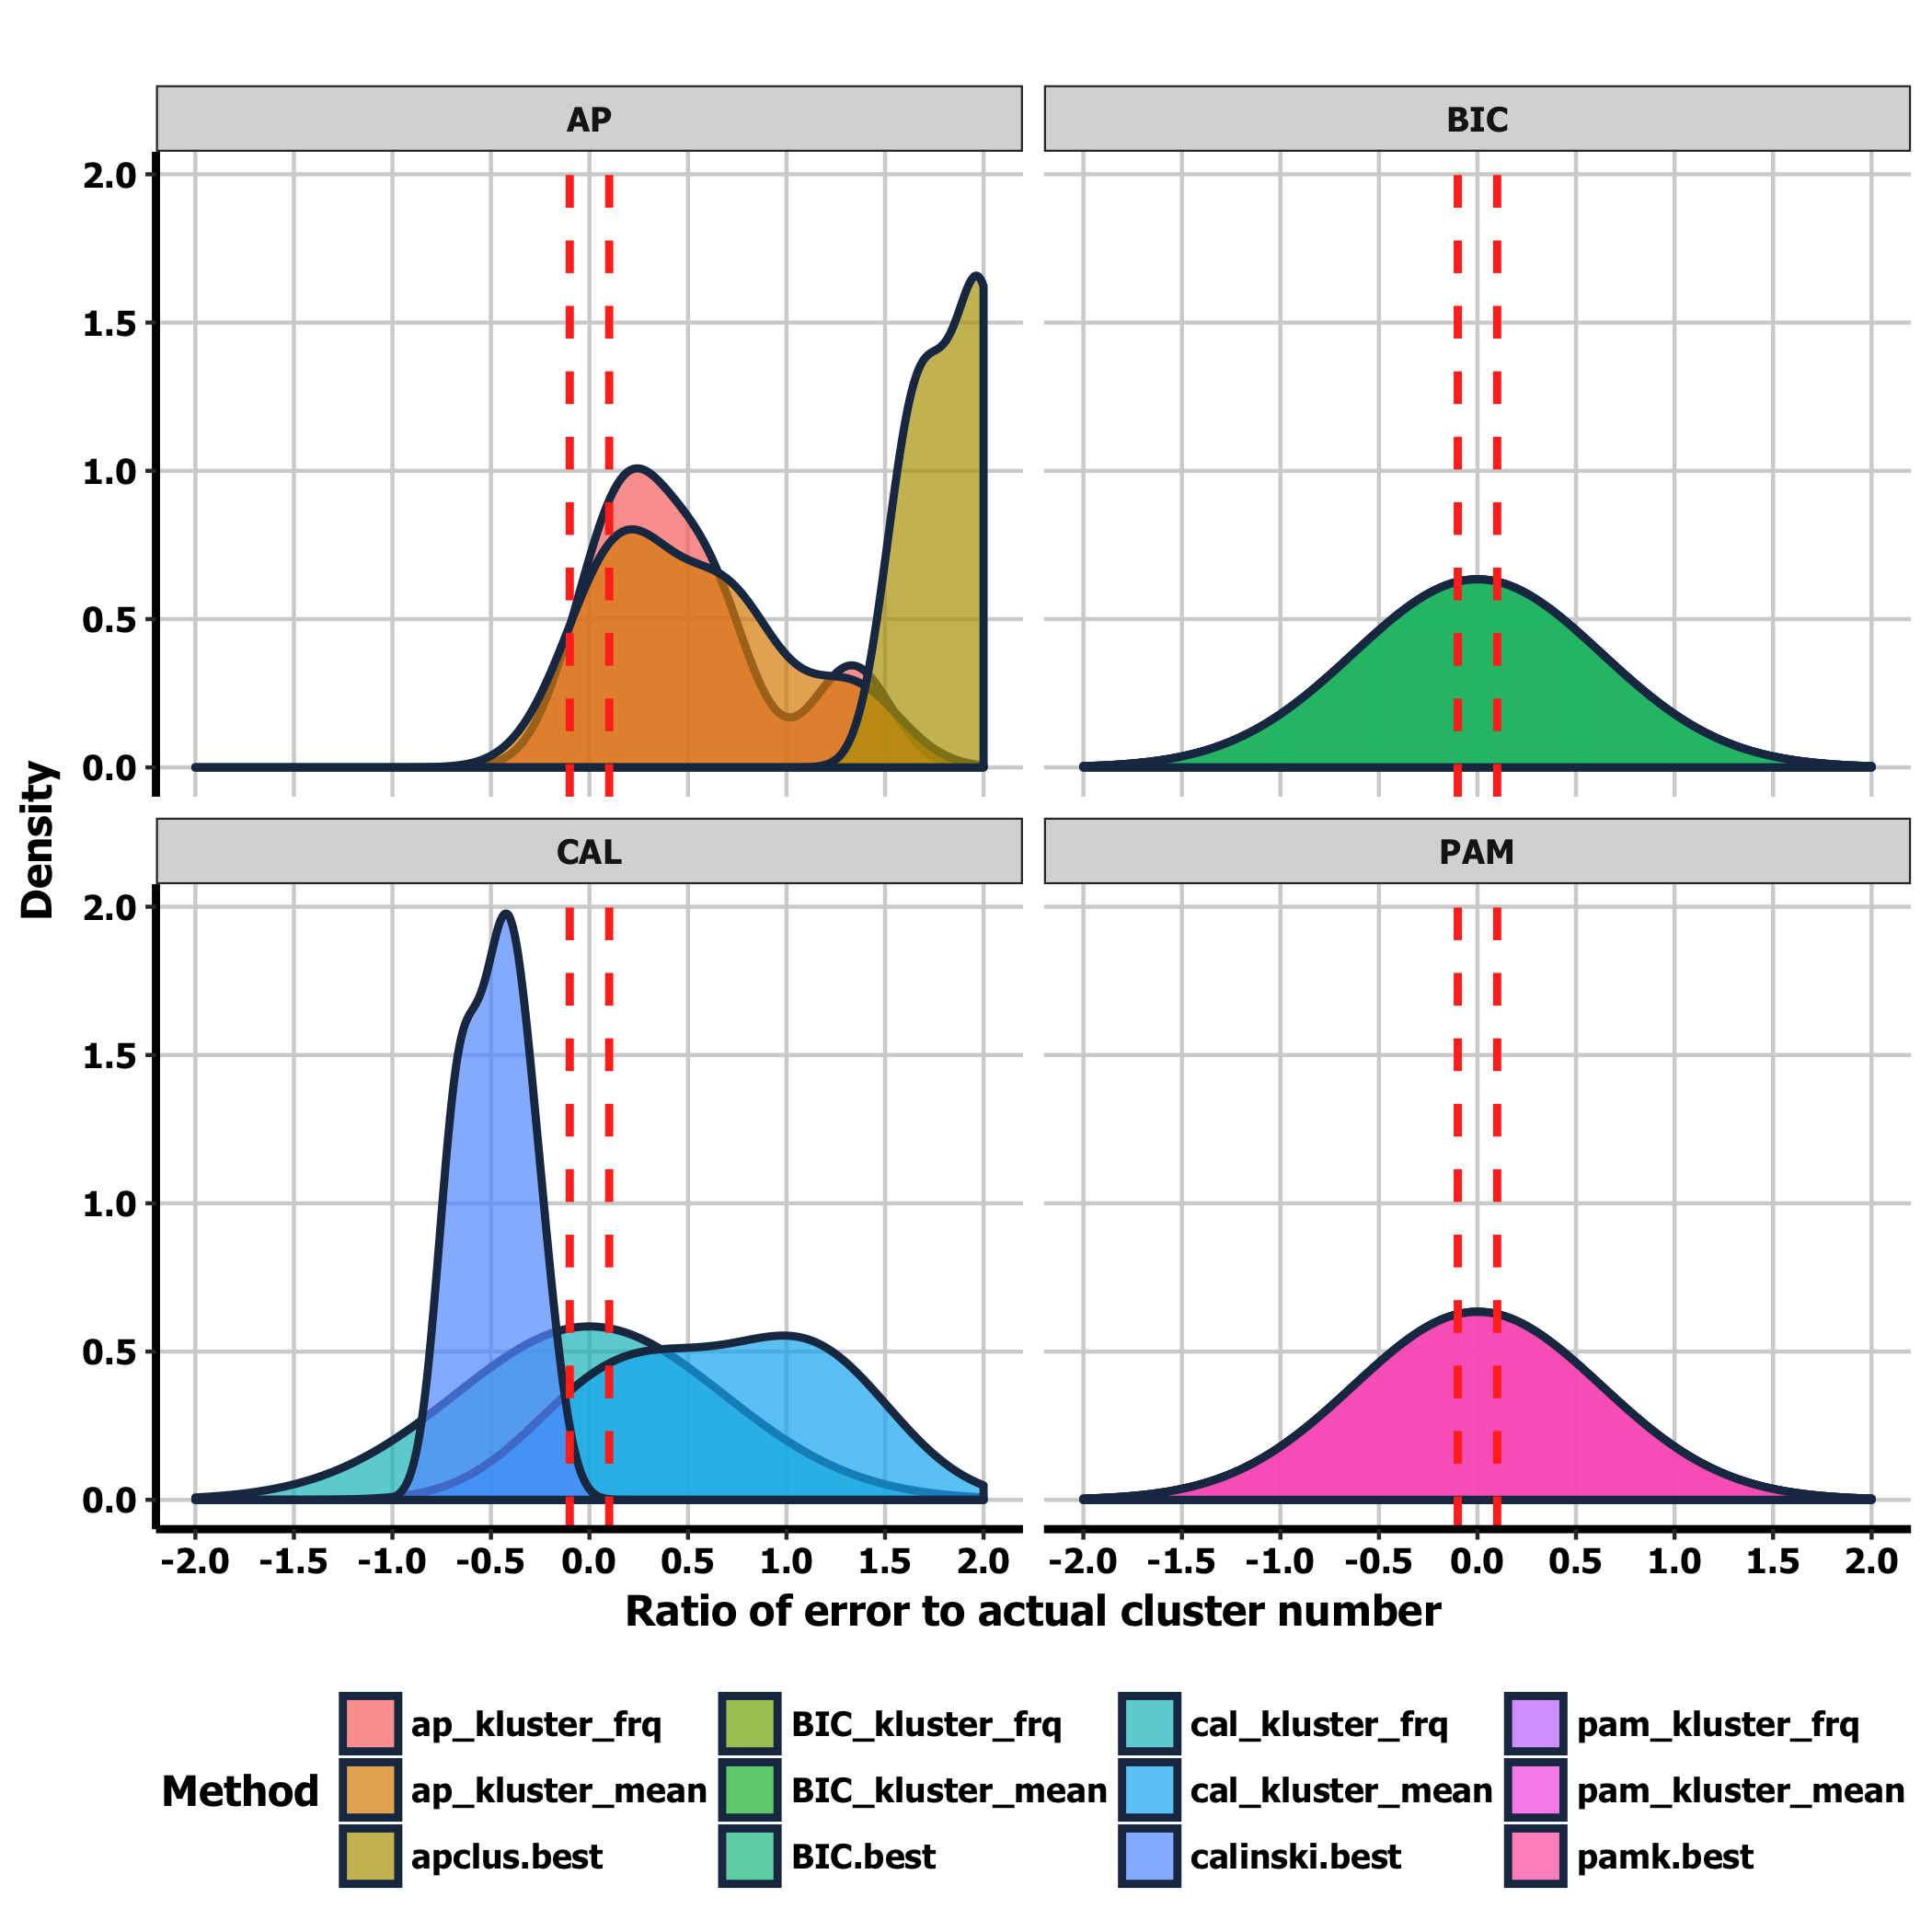 AP
BIC
2.0
1.5
1.0
0.5
0.0
Density
CAL
PAM
2.0
1.5
1.0
0.5
0.0
-2.0 -1.5 -1.0 -0.5 0.0 0.5 1.0 1.5 2.0
-2.0 -1.5 -1.0 -0.5 0.0 0.5 1.0 1.5 2.0
Ratio of error to actual cluster number
Method
ap_kluster_frq
BIC_kluster_frq
cal_kluster_frq
pam_kluster_frq
ap_kluster_mean
BIC_kluster_mean
cal_kluster_mean
pam_kluster_mean
apclus.best
BIC.best
calinski.best
pamk.best